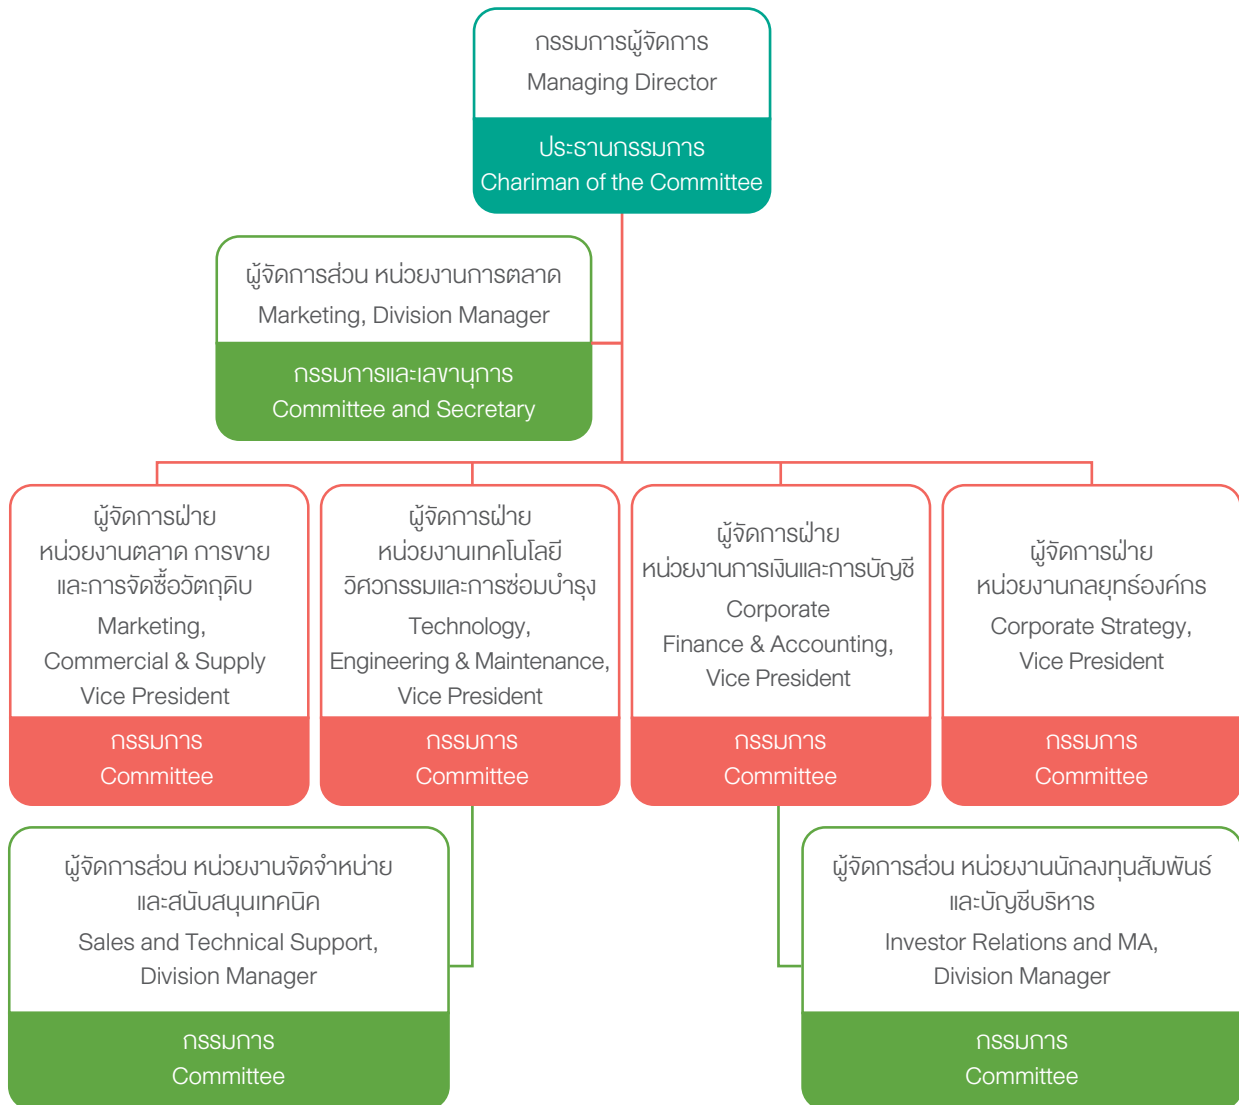 กรรมการผู้จัดการ
Managing Director
ประธานกรรมการ
Chariman of the Committee
ผู้จัดการส่วน หน่วยงานการตลาด
Marketing, Division Manager
กรรมการและเลขานุการ
Committee and Secretary
ผู้จัดการฝ่าย
หน่วยงานตลาด การขาย
และการจัดซื้อวัตถุดิบ
Marketing,
Commercial & Supply
Vice President
กรรมการ
Committee
ผู้จัดการฝ่าย
หน่วยงานเทคโนโลยี
วิศวกรรมและการซ่อมบำรุง
Technology,
Engineering & Maintenance,
Vice President
กรรมการ
Committee
ผู้จัดการฝ่าย
หน่วยงานการเงินและการบัญชี
Corporate
Finance & Accounting,
Vice President
กรรมการ
Committee
ผู้จัดการฝ่าย
หน่วยงานกลยุทธ์องค์กร
Corporate Strategy,
Vice President
กรรมการ
Committee
ผู้จัดการส่วน หน่วยงานจัดจำหน่าย
และสนับสนุนเทคนิค
Sales and Technical Support,
Division Manager
กรรมการ
Committee
ผู้จัดการส่วน หน่วยงานนักลงทุนสัมพันธ์
และบัญชีบริหาร
Investor Relations and MA,
Division Manager
กรรมการ
Committee